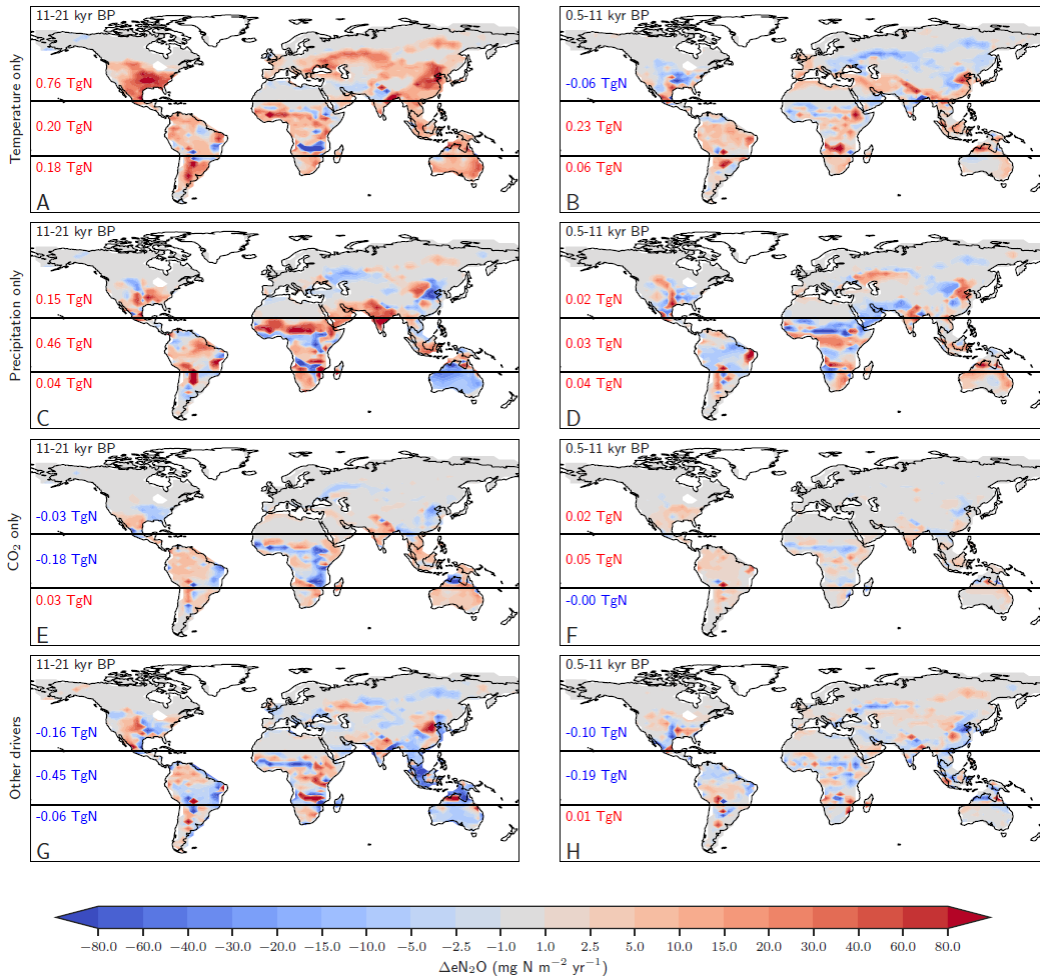 11-21 kyr BP
0.5-11 kyr BP
Temperature only
0.76 TgN
0.20 TgN
0.18 TgN
A
-0.06 TgN
0.23 TgN
0.06 TgN
B
11-21 kyr BP
0.5-11 kyr BP
Precipitation only
0.15 TgN
0.46 TgN
0.04 TgN
C
0.02 TgN
0.03 TgN
0.04 TgN
D
11-21 kyr BP
0.5-11 kyr BP
CO₂ only
-0.03 TgN
-0.18 TgN
0.03 TgN
E
0.02 TgN
0.05 TgN
-0.00 TgN
F
11-21 kyr BP
0.5-11 kyr BP
Other drivers
-0.16 TgN
-0.45 TgN
-0.06 TgN
G
-0.10 TgN
-0.19 TgN
0.01 TgN
H
−80.0 −60.0 −40.0 −30.0 −20.0 −15.0 −10.0 −5.0 −2.5 −1.0 1.0 2.5 5.0 10.0 15.0 20.0 30.0 40.0 60.0 80.0
ΔeN₂O (mg N m⁻² yr⁻¹)